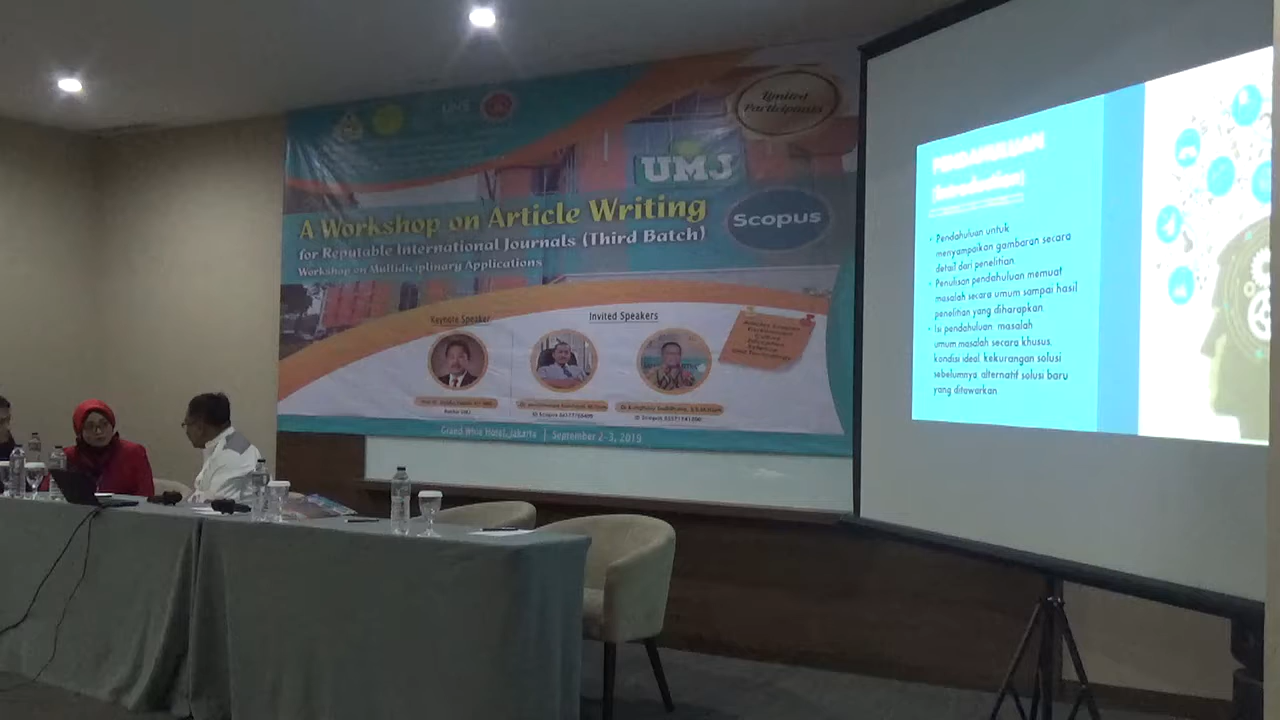 Limited
Participants
UMJ
A Workshop on Article Writing
for Reputable International Journals (Third Batch)
Workshop on Multidiciplinary Applications
Scopus
Keynote Speaker
Invited Speakers
Grand Whiz Hotel, Jakarta | September 2-3, 2019
PENDAHULUAN
(Introduction)
• Pendahuluan untuk
menyampaikan gambaran secara
detail dari penelitian.
• Penulisan pendahuluan memuat
masalah secara umum sampai hasil
penelitian yang diharapkan
• Isi pendahuluan masalah
umum, masalah secara khusus,
kondisi ideal, kekurangan solusi
sebelumnya, alternatif solusi baru
yang ditawarkan